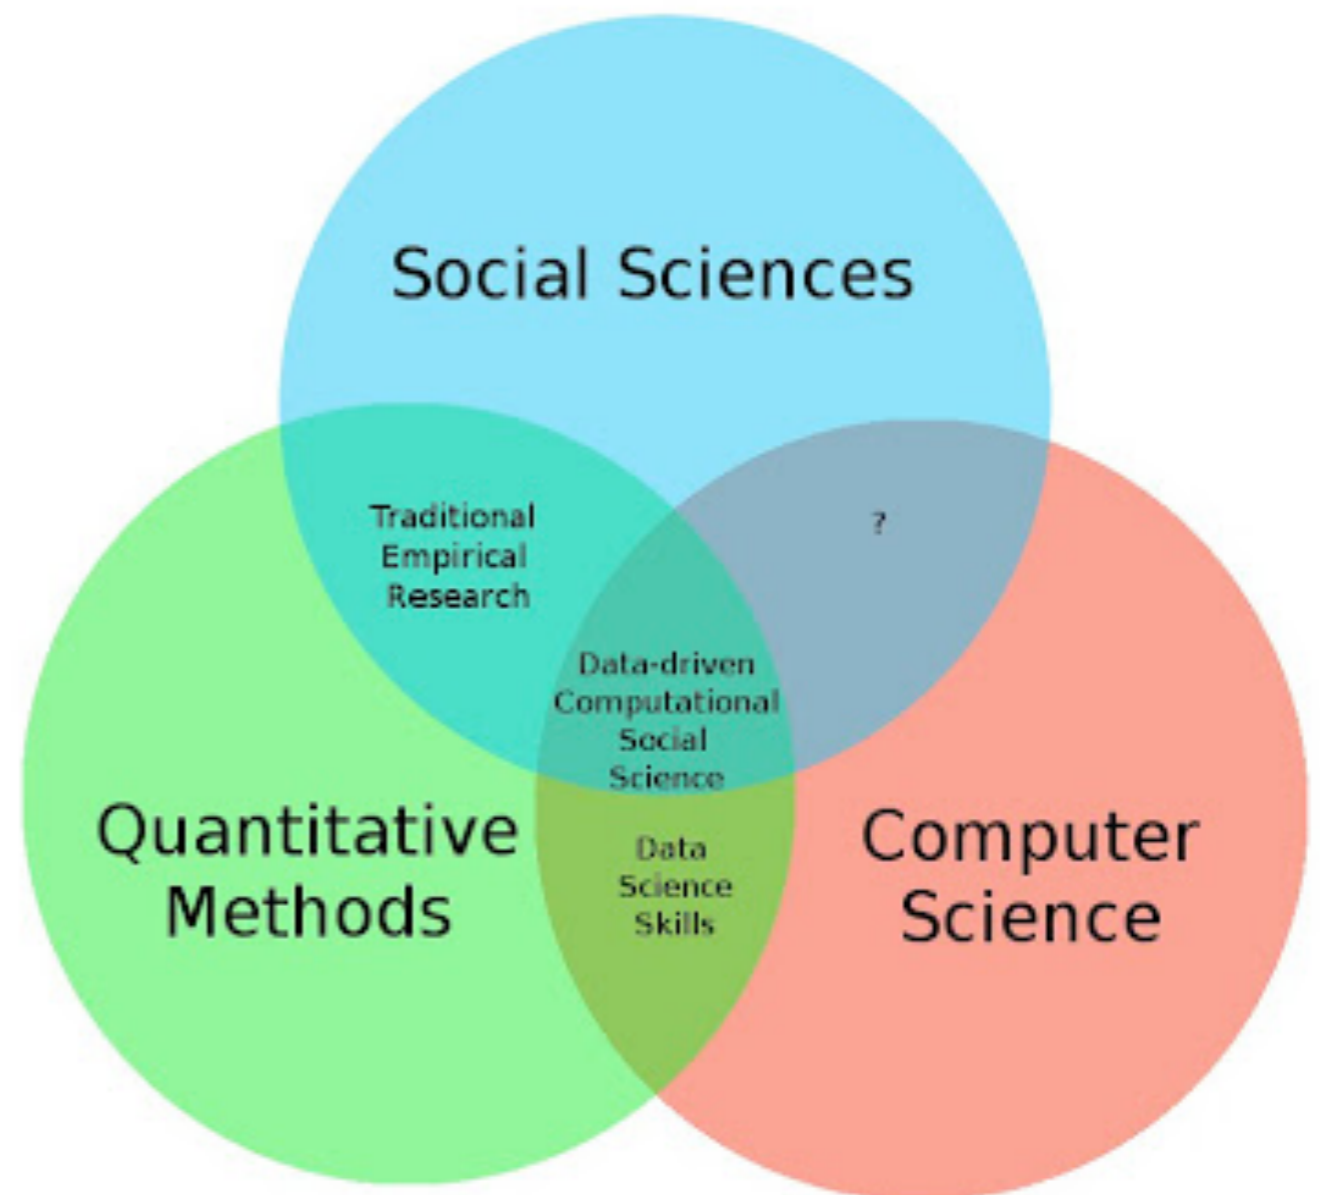 Social Sciences
Traditional
Empirical
Research
?
Data-driven
Computational
Social
Science
Quantitative
Methods
Data
Science
Skills
Computer
Science